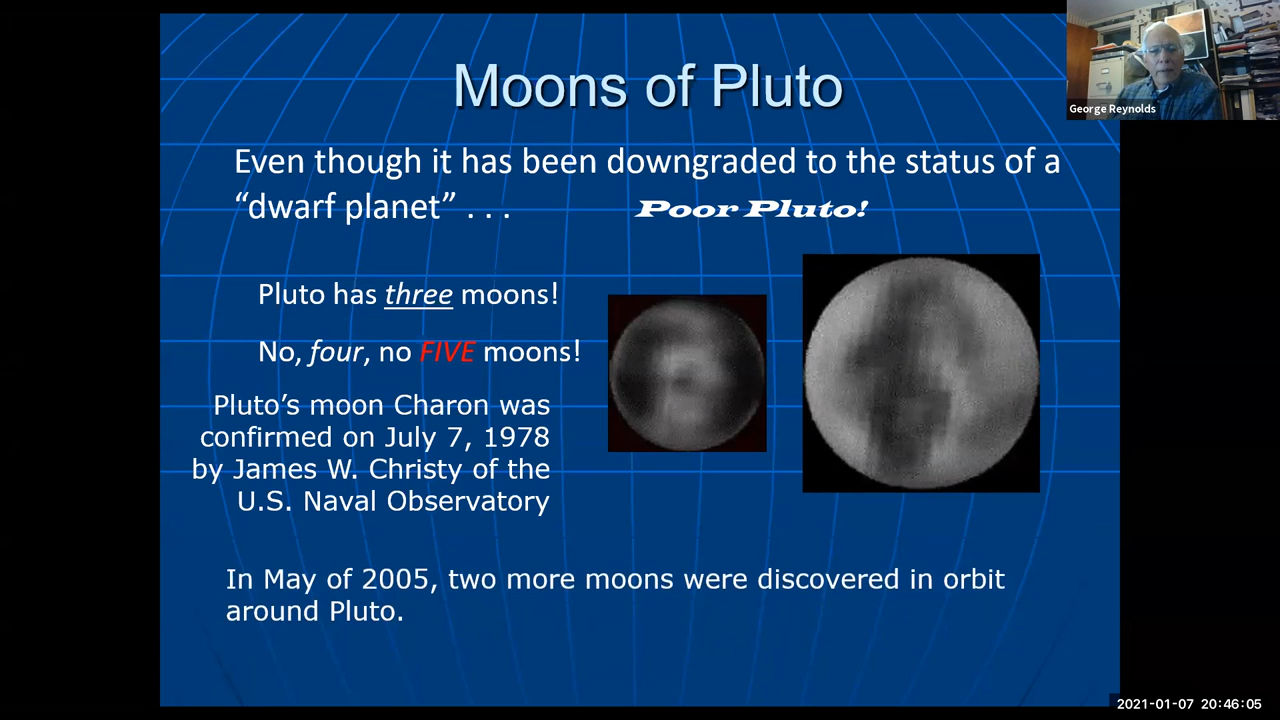 Moons of Pluto
George Reynolds
Even though it has been downgraded to the status of a
“dwarf planet” . . . Poor Pluto!
Pluto has three moons!
No, four, no FIVE moons!
Pluto’s moon Charon was
confirmed on July 7, 1978
by James W. Christy of the
U.S. Naval Observatory
In May of 2005, two more moons were discovered in orbit
around Pluto.
2021-01-07 20:46:05